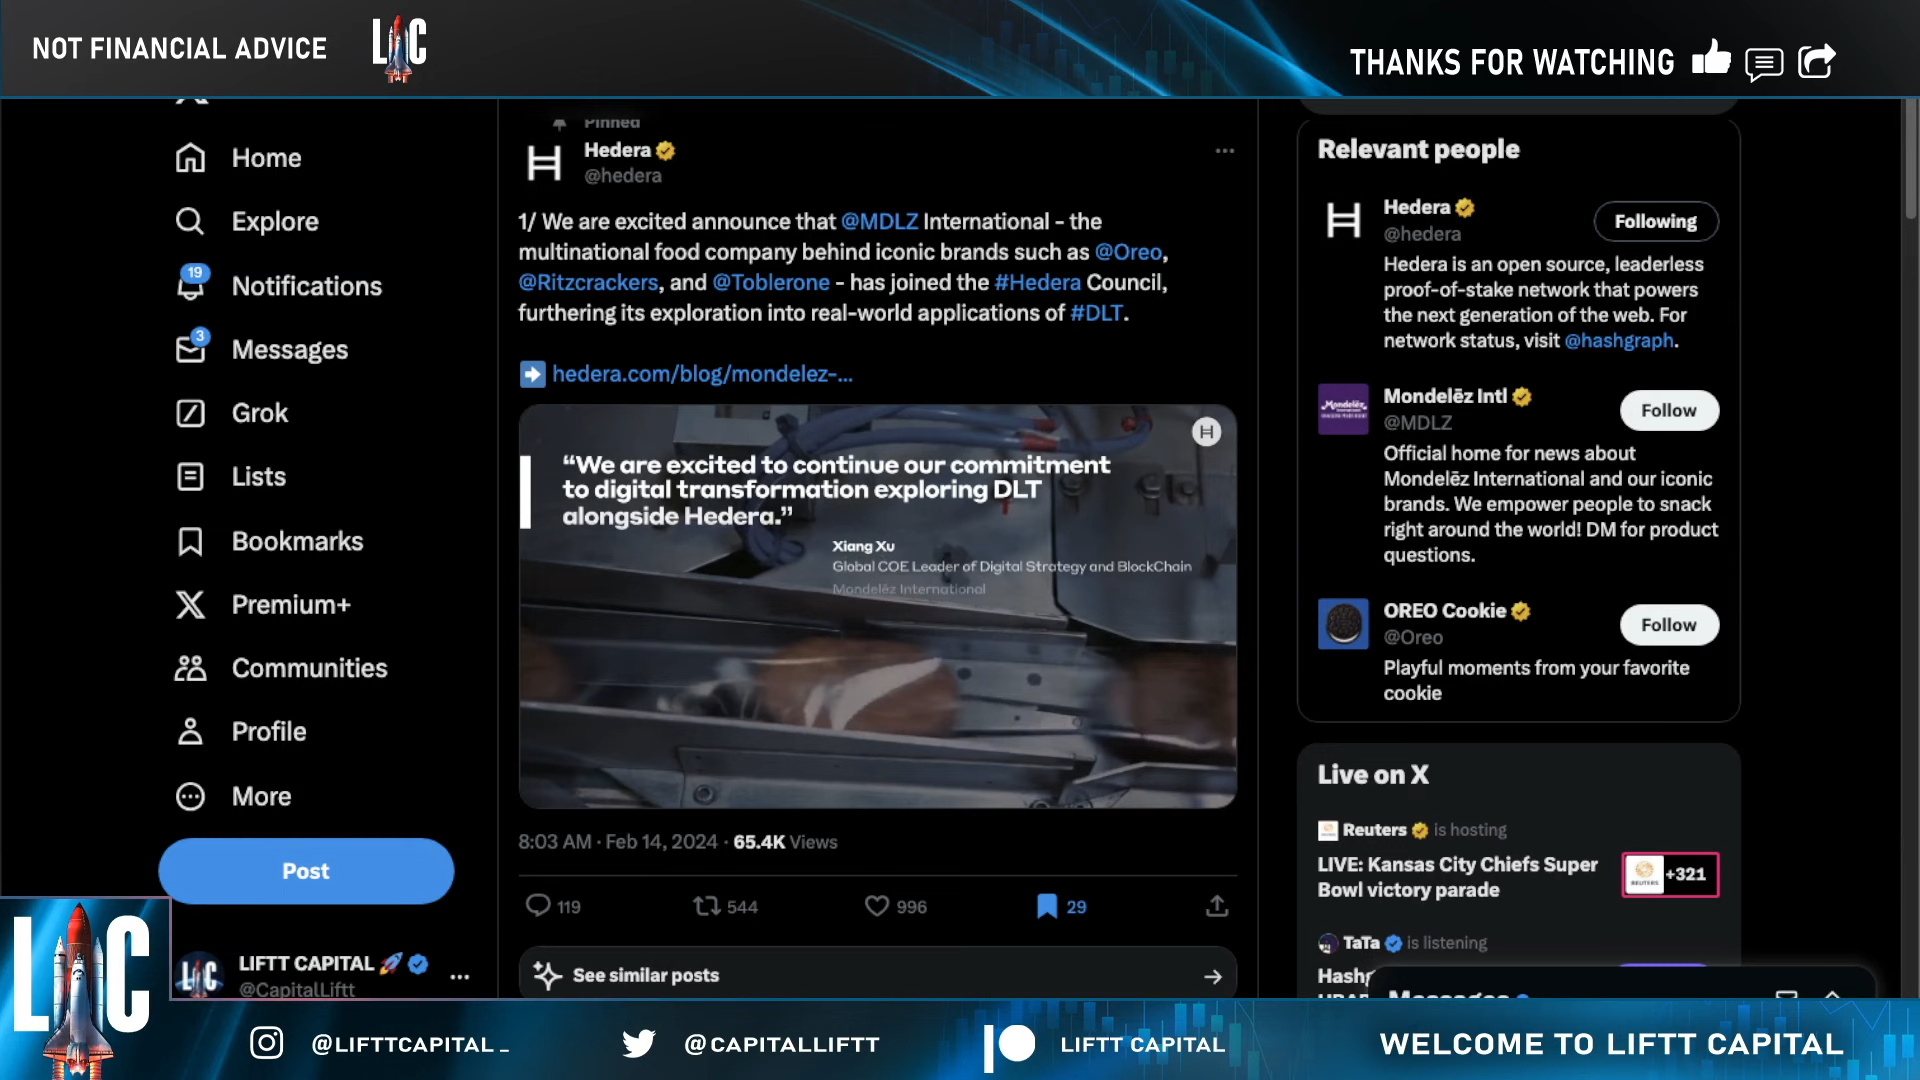 NOT FINANCIAL ADVICE
LC
THANKS FOR WATCHING
Home
Explore
19
Notifications
3
Messages
Grok
Lists
Bookmarks
Premium+
Communities
Profile
More
Post
LIFTT CAPITAL 🚀
@CapitalLiftt
Pinned
Hedera
@hedera
1/ We are excited announce that @MDLZ International - the
multinational food company behind iconic brands such as @Oreo,
@Ritzcrackers, and @Toblerone - has joined the #Hedera Council,
furthering its exploration into real-world applications of #DLT.
➡️ hedera.com/blog/mondelez-...
“We are excited to continue our commitment
to digital transformation exploring DLT
alongside Hedera.”
Xiang Xu
Global COE Leader of Digital Strategy and BlockChain
Mondelēz International
8:03 AM · Feb 14, 2024 · 65.4K Views
119
544
996
29
See similar posts
Relevant people
Hedera
@hedera
Following
Hedera is an open source, leaderless
proof-of-stake network that powers
the next generation of the web. For
network status, visit @hashgraph.
Mondelēz Intl
@MDLZ
Follow
Official home for news about
Mondelēz International and our iconic
brands. We empower people to snack
right around the world! DM for product
questions.
OREO Cookie
@Oreo
Follow
Playful moments from your favorite
cookie
Live on X
Reuters is hosting
LIVE: Kansas City Chiefs Super
Bowl victory parade
+321
TaTa is listening
Messages
LC
@LIFTTCAPITAL_
@CAPITALLIFTT
LIFTT CAPITAL
WELCOME TO LIFTT CAPITAL